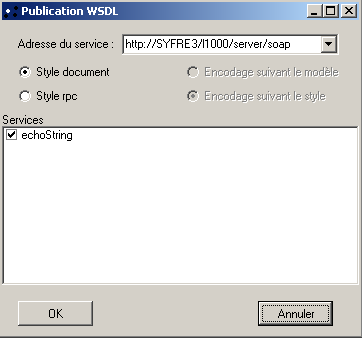 Publication WSDL
Adresse du service : http://SYFRE3/I1000/server/soap
Style document Encodage suivant le modèle
Style rpc Encodage suivant le style
Services
echoString
OK Annuler